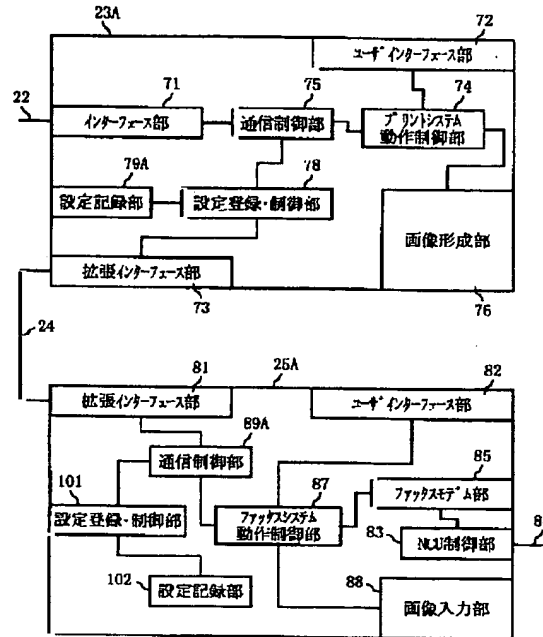 23A
72
ユーザインターフェース部
71
75
74
22
インターフェース部
通信制御部
プリントシステム
動作制御部
79A
78
設定記録部
設定登録・制御部
画像形成部
拡張インターフェース部
73
76
24
81
25A
82
拡張インターフェース部
ユーザインターフェース部
89A
通信制御部
85
101
87
ファックスモデム部
設定登録・制御部
ファックスシステム
動作制御部
83
NCU制御部
8
102
設定記録部
88
画像入力部